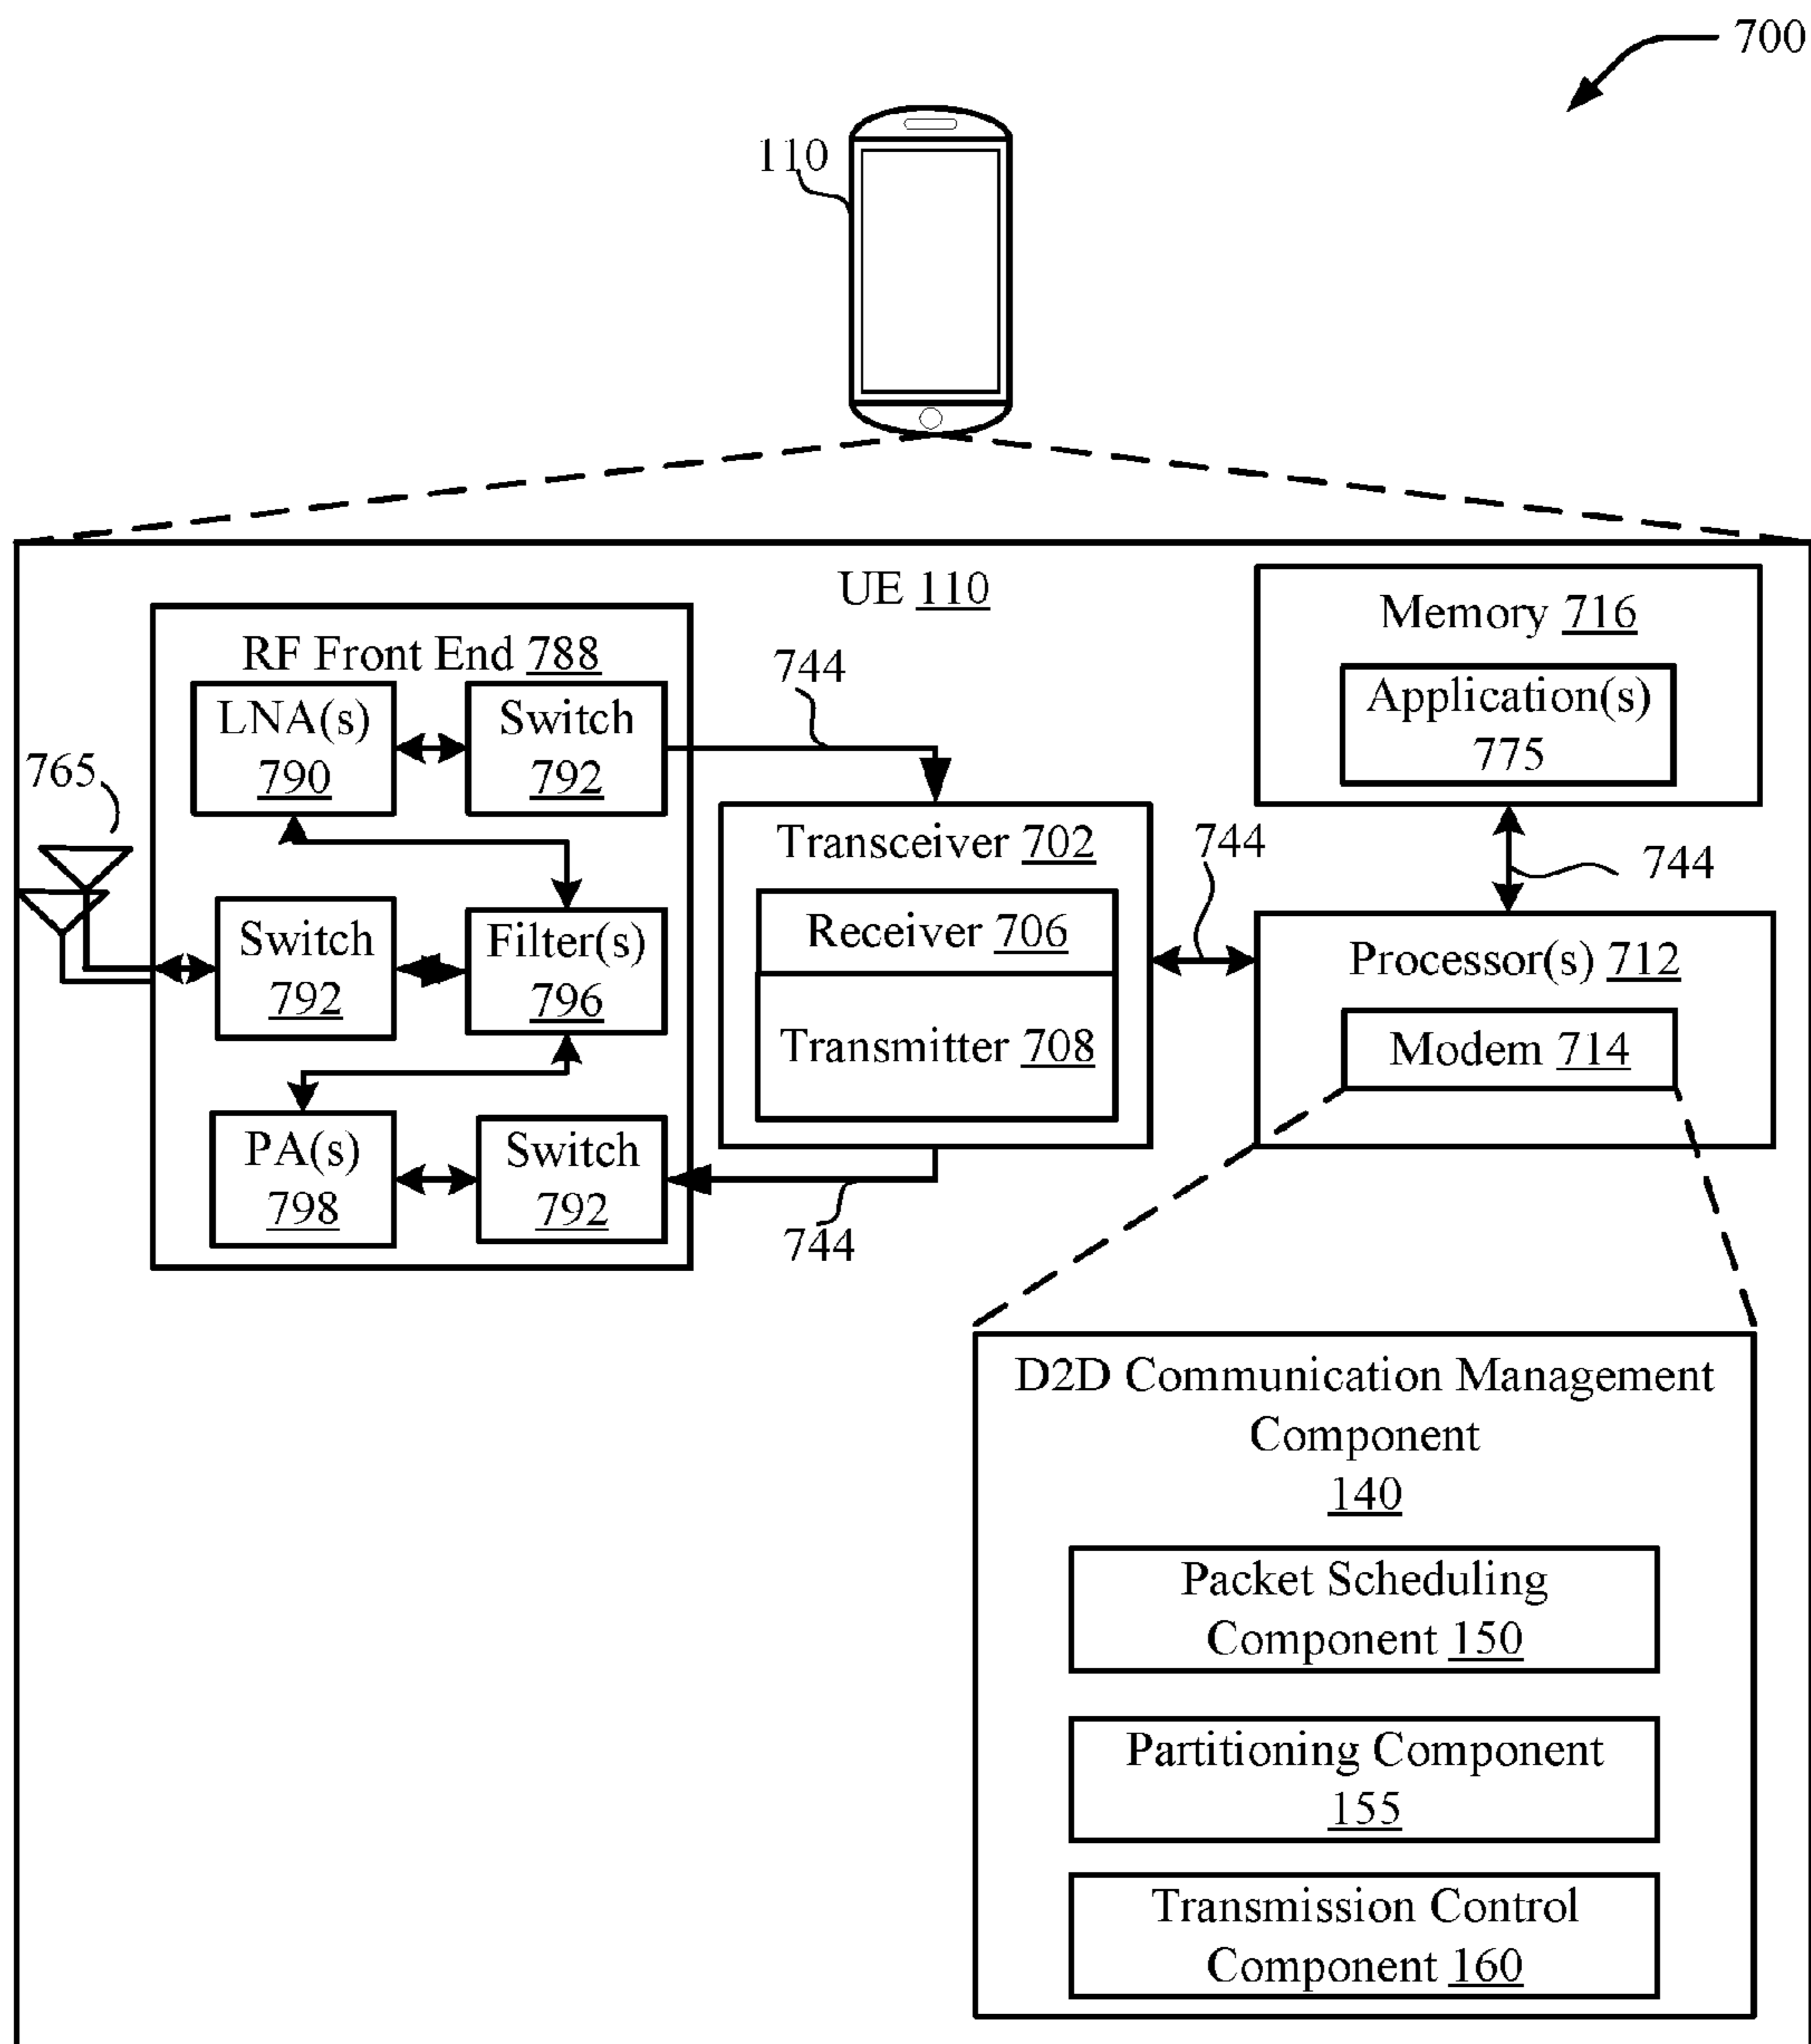 700
110
UE 110
RF Front End 788
LNA(s)
790
Switch
792
744
765
Switch
792
Filter(s)
796
PA(s)
798
Switch
792
744
Transceiver 702
Receiver 706
Transmitter 708
744
Memory 716
Application(s)
775
744
Processor(s) 712
Modem 714
D2D Communication Management
Component
140
Packet Scheduling
Component 150
Partitioning Component
155
Transmission Control
Component 160